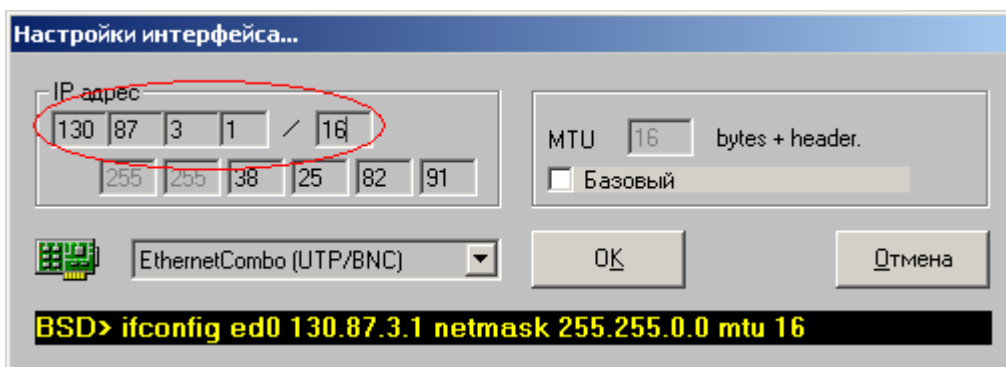 Настройки интерфейса...
IP адрес
130 87 3 1 / 16
255 255 38 25 82 91
MTU 16 bytes + header.
Базовый
EthernetCombo (UTP/BNC)
OK
Отмена
BSD> ifconfig ed0 130.87.3.1 netmask 255.255.0.0 mtu 16